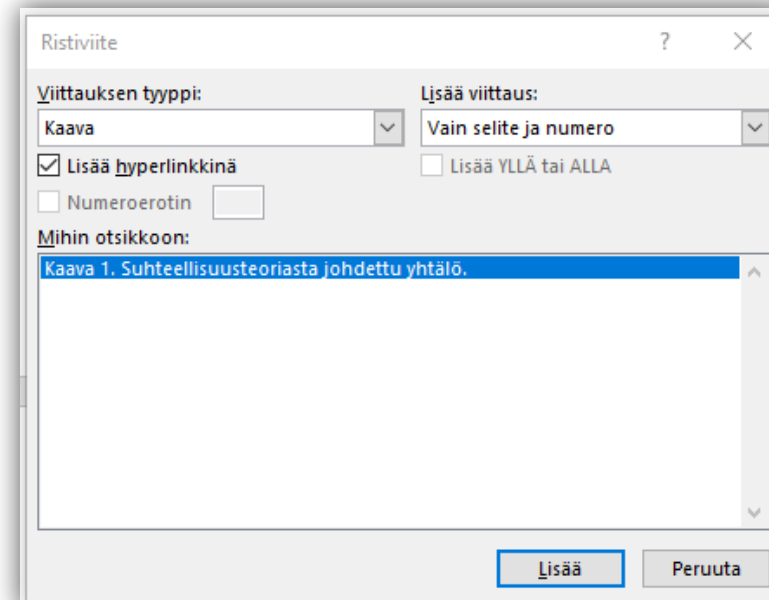 Ristiviite ?
Viittauksen tyyppi: Lisää viittaus:
Kaava Vain selite ja numero
Lisää hyperlinkkinä Lisää YLLÄ tai ALLA
Numeroerotin
Mihin otsikkoon:
Kaava 1. Suhteellisuusteoriasta johdettu yhtälö.
Lisää Peruuta